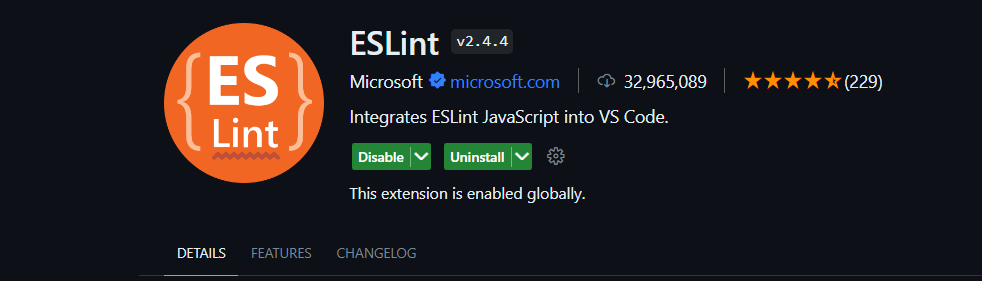 ES
Lint
ESLint v2.4.4
Microsoft microsoft.com 32,965,089 (229)
Integrates ESLint JavaScript into VS Code.
Disable Uninstall
This extension is enabled globally.
DETAILS FEATURES CHANGELOG